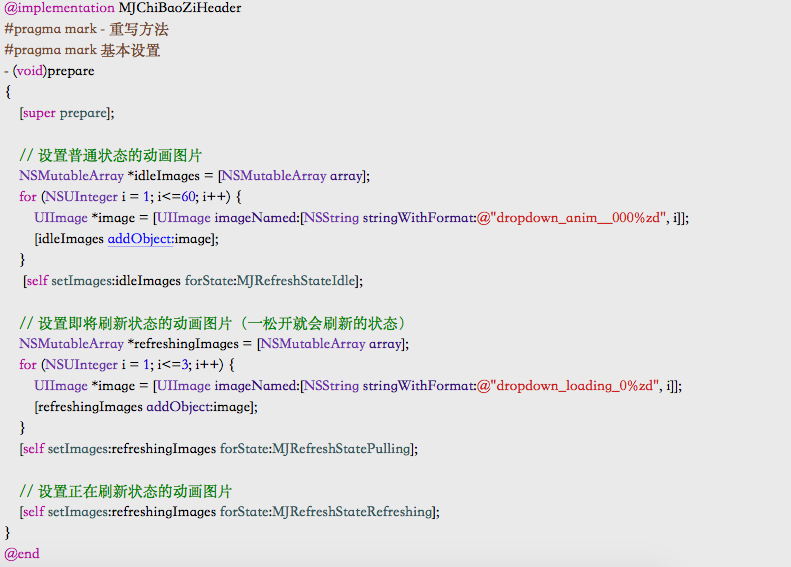 @implementation MJChiBaoZiHeader
#pragma mark - 重写方法
#pragma mark 基本设置
- (void)prepare
{
[super prepare];
// 设置普通状态的动画图片
NSMutableArray *idleImages = [NSMutableArray array];
for (NSUInteger i = 1; i<=60; i++) {
UIImage *image = [UIImage imageNamed:[NSString stringWithFormat:@"dropdown_anim__000%zd", i]];
[idleImages addObject:image];
}
[self setImages:idleImages forState:MJRefreshStateIdle];
// 设置即将刷新状态的动画图片（一松开就会刷新的状态）
NSMutableArray *refreshingImages = [NSMutableArray array];
for (NSUInteger i = 1; i<=3; i++) {
UIImage *image = [UIImage imageNamed:[NSString stringWithFormat:@"dropdown_loading_0%zd", i]];
[refreshingImages addObject:image];
}
[self setImages:refreshingImages forState:MJRefreshStatePulling];
// 设置正在刷新状态的动画图片
[self setImages:refreshingImages forState:MJRefreshStateRefreshing];
}
@end